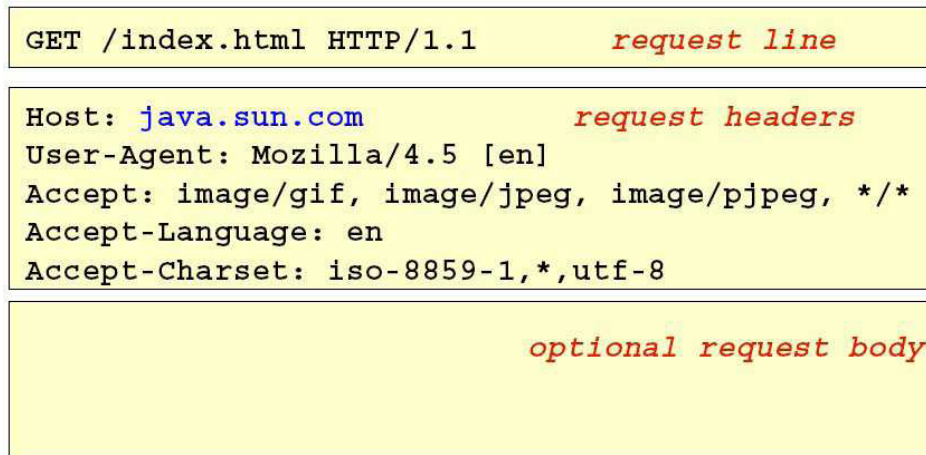 GET /index.html HTTP/1.1 request line
Host: java.sun.com request headers
User-Agent: Mozilla/4.5 [en]
Accept: image/gif, image/jpeg, image/pjpeg, */*
Accept-Language: en
Accept-Charset: iso-8859-1,*,utf-8
optional request body